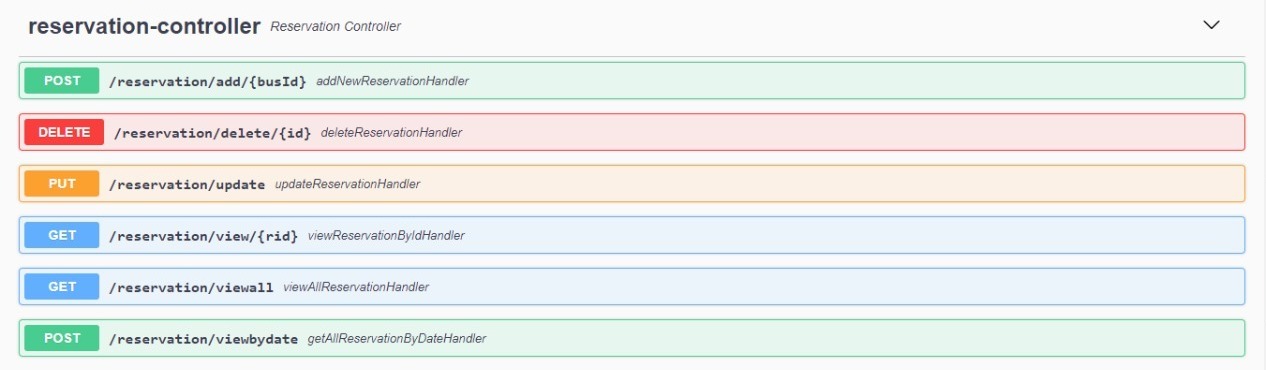 reservation-controller Reservation Controller
POST /reservation/add/{busId} addNewReservationHandler
DELETE /reservation/delete/{id} deleteReservationHandler
PUT /reservation/update updateReservationHandler
GET /reservation/view/{rid} viewReservationByIdHandler
GET /reservation/viewall viewAllReservationHandler
POST /reservation/viewbydate getAllReservationByDateHandler